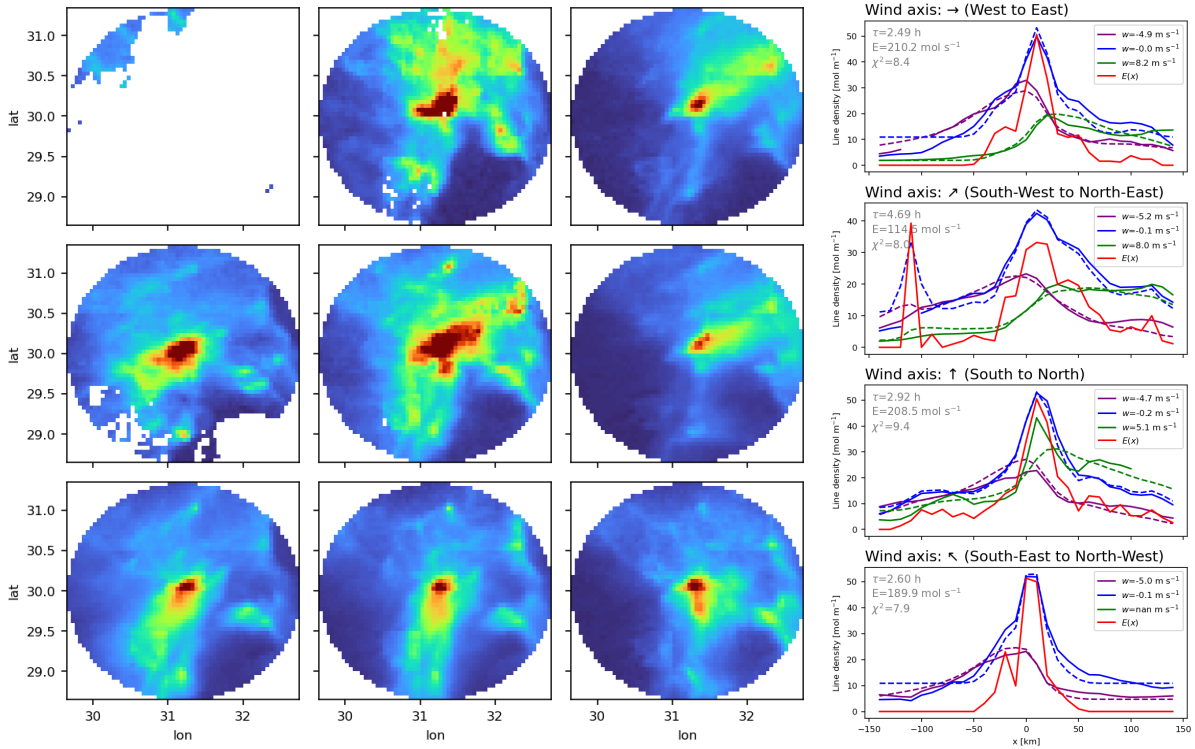 31.0
30.5
30.0
29.5
29.0
lat
31.0
30.5
30.0
29.5
29.0
lat
31.0
30.5
30.0
29.5
29.0
lat
30 31 32
lon
30 31 32
lon
30 31 32
lon
Wind axis: → (West to East)
τ=2.49 h
E=210.2 mol s⁻¹
χ²=8.4
w=-4.9 m s⁻¹
w=-0.0 m s⁻¹
w=8.2 m s⁻¹
E(x)
Line density [mol m⁻¹]
50
40
30
20
10
0
Wind axis: ↗ (South-West to North-East)
τ=4.69 h
E=114.5 mol s⁻¹
χ²=8.0
w=-5.2 m s⁻¹
w=-0.1 m s⁻¹
w=8.0 m s⁻¹
E(x)
Line density [mol m⁻¹]
40
30
20
10
0
Wind axis: ↑ (South to North)
τ=2.92 h
E=208.5 mol s⁻¹
χ²=9.4
w=-4.7 m s⁻¹
w=-0.2 m s⁻¹
w=5.1 m s⁻¹
E(x)
Line density [mol m⁻¹]
50
40
30
20
10
0
Wind axis: ↖ (South-East to North-West)
τ=2.60 h
E=189.9 mol s⁻¹
χ²=7.9
w=-5.0 m s⁻¹
w=-0.1 m s⁻¹
w=nan m s⁻¹
E(x)
Line density [mol m⁻¹]
50
40
30
20
10
0
−150 −100 −50 0 50 100 150
x [km]